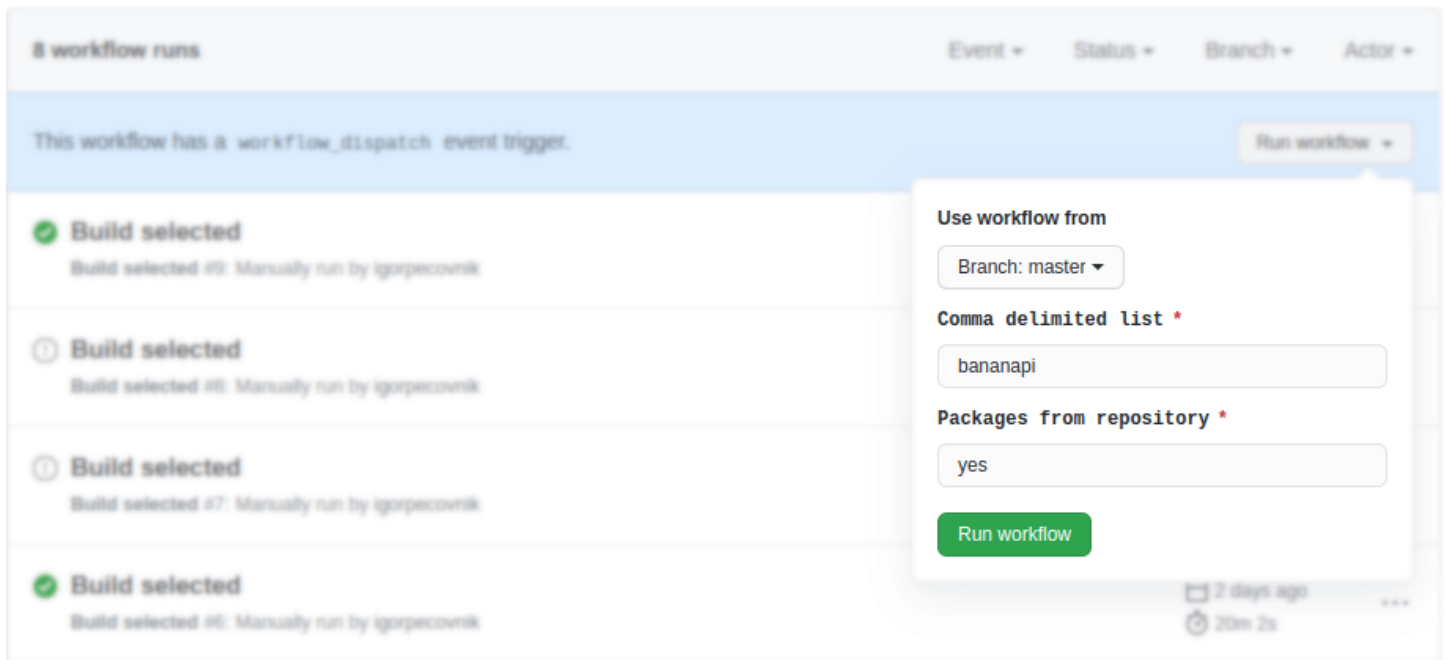 8 workflow runs
Event Status Branch Actor
This workflow has a workflow_dispatch event trigger.
Run workflow
Build selected
Build selected #9: Manually run by igorpecovnik
Build selected
Build selected #8: Manually run by igorpecovnik
Build selected
Build selected #7: Manually run by igorpecovnik
Build selected
Build selected #6: Manually run by igorpecovnik
2 days ago
20m 2s
Use workflow from
Branch: master
Comma delimited list *
bananapi
Packages from repository *
yes
Run workflow